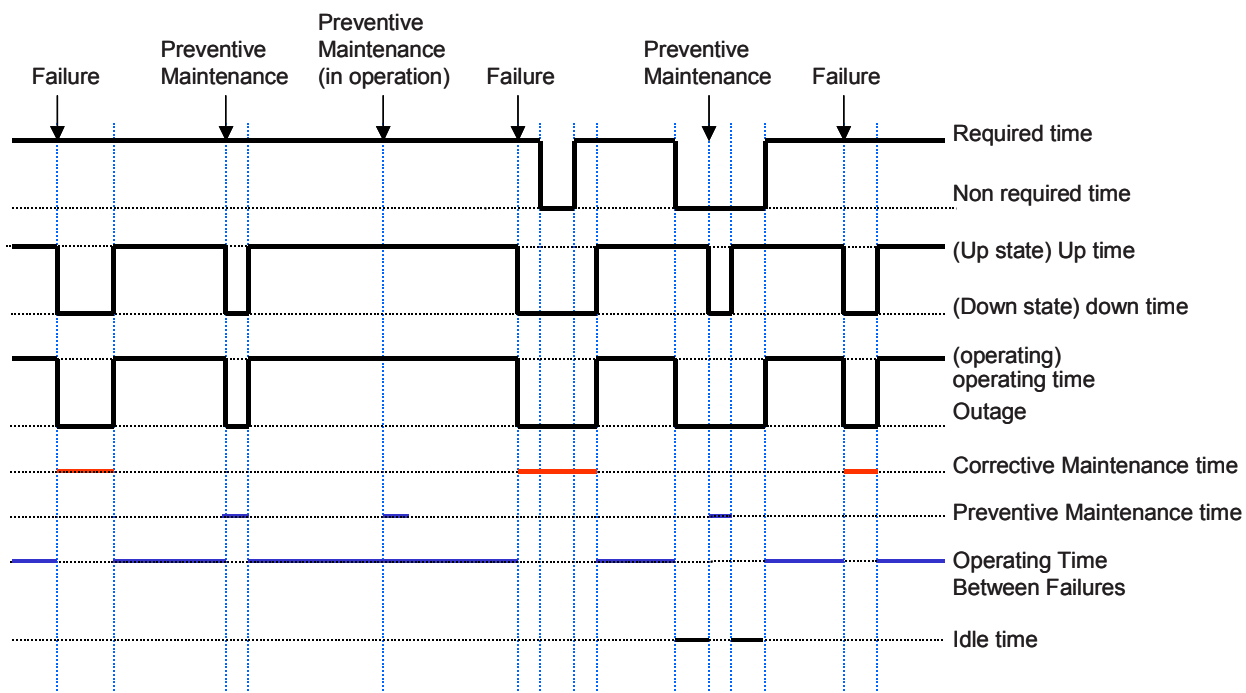 Preventive
Maintenance
(in operation)
Preventive
Maintenance
Preventive
Maintenance
Failure
Failure
Failure
Required time
Non required time
(Up state) Up time
(Down state) down time
(operating)
operating time
Outage
Corrective Maintenance time
Preventive Maintenance time
Operating Time
Between Failures
Idle time